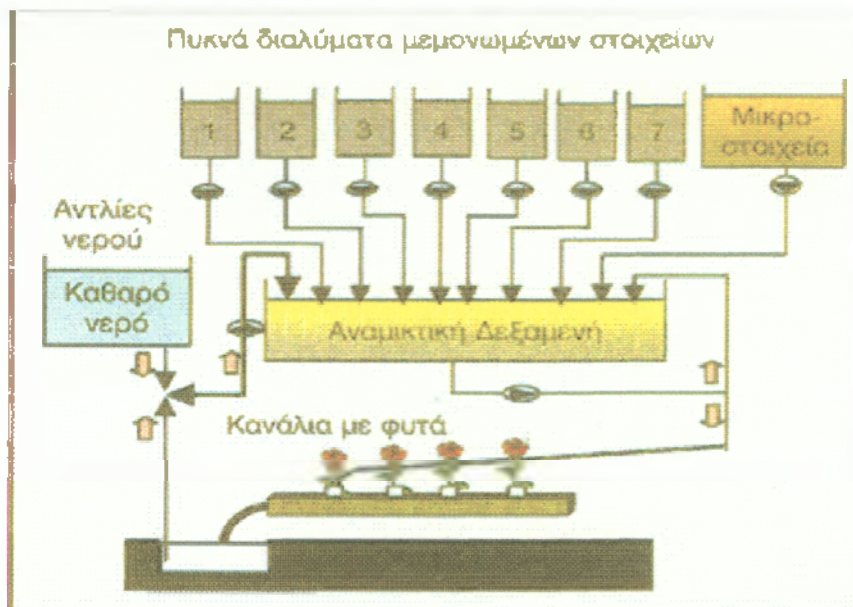 Πυκνά διαλύματα μεμονωμένων στοιχείων
1 2 3 4 5 6 7
Μικρο-
στοιχεία
Αντλίες
νερού
Καθαρό
νερό
Αναμικτική Δεξαμενή
Κανάλια με φυτά